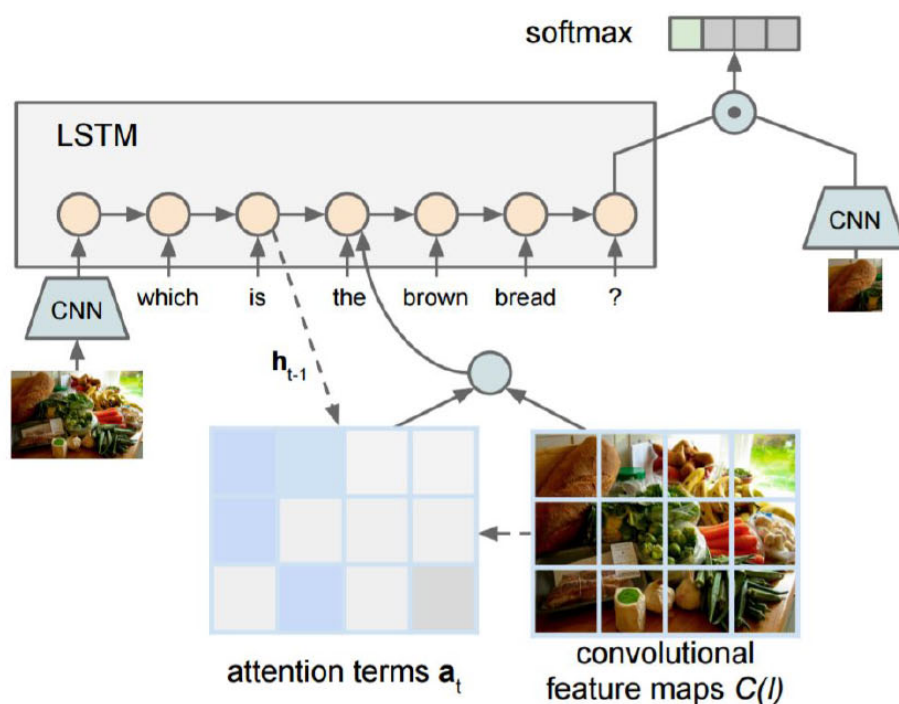 softmax
LSTM
CNN
which is the brown bread ?
CNN
h t-1
attention terms a t
convolutional
feature maps C(I)